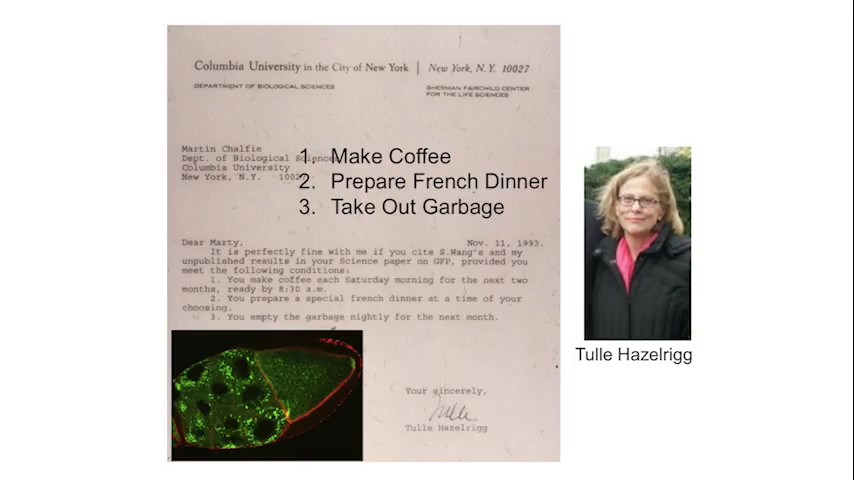 Columbia University in the City of New York | New York, N.Y. 10027
DEPARTMENT OF BIOLOGICAL SCIENCES
SHERMAN FAIRCHILD CENTER
FOR THE LIFE SCIENCES
Martin Chalfie
Dept. of Biological Science
Columbia University
New York, N.Y. 1002
1. Make Coffee
2. Prepare French Dinner
3. Take Out Garbage
Dear Marty, Nov. 11, 1993.
It is perfectly fine with me if you cite S.Wang's and my
unpublished results in your Science paper on GFP, provided you
meet the following conditions:
1. You make coffee each Saturday morning for the next two
months, ready by 8:30 a.m.
2. You prepare a special french dinner at a time of your
choosing.
3. You empty the garbage nightly for the next month.
Your sincerely,
Tulle
Tulle Hazelrigg
Tulle Hazelrigg